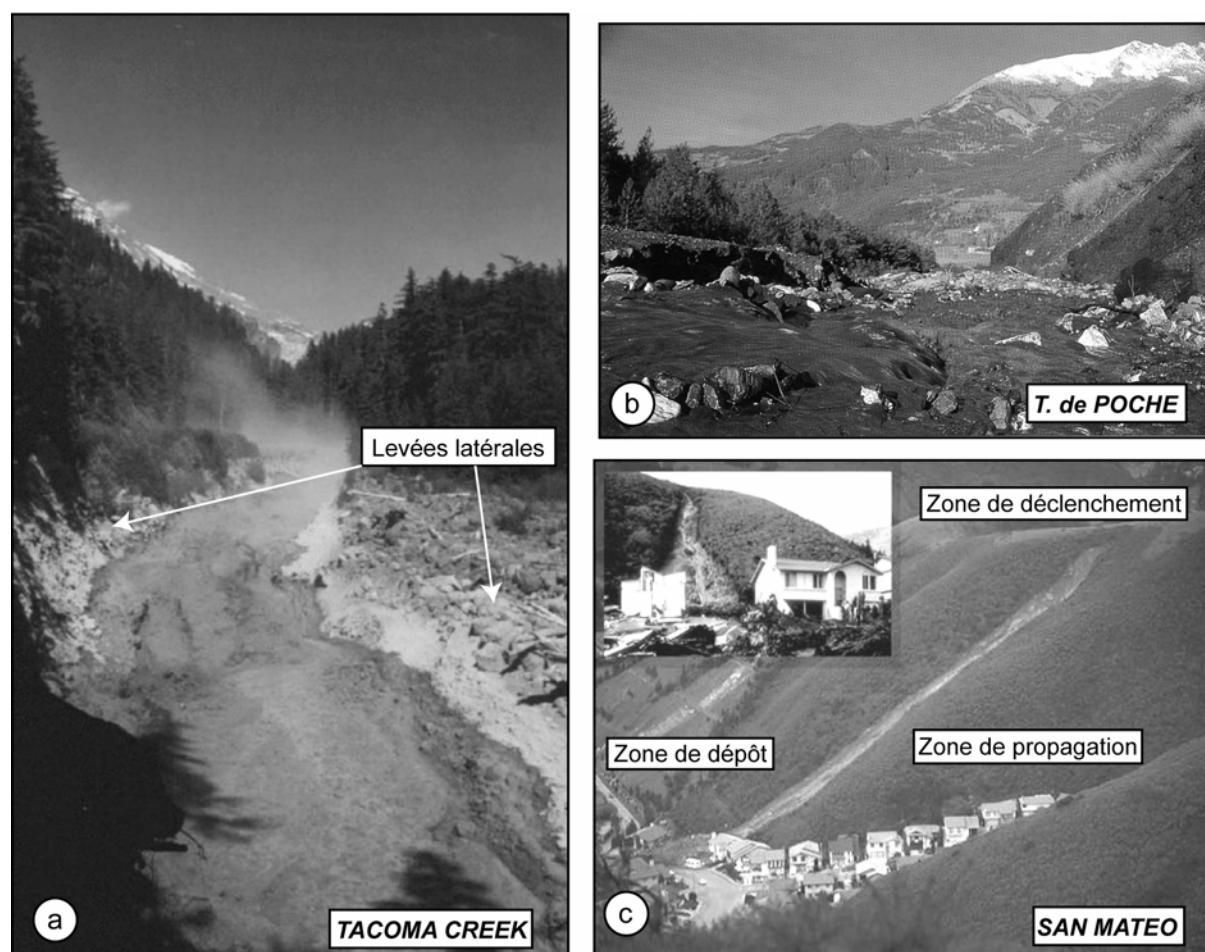 Levées latérales
a
TACOMA CREEK
b
T. de POCHE
Zone de déclenchement
Zone de dépôt
Zone de propagation
c
SAN MATEO